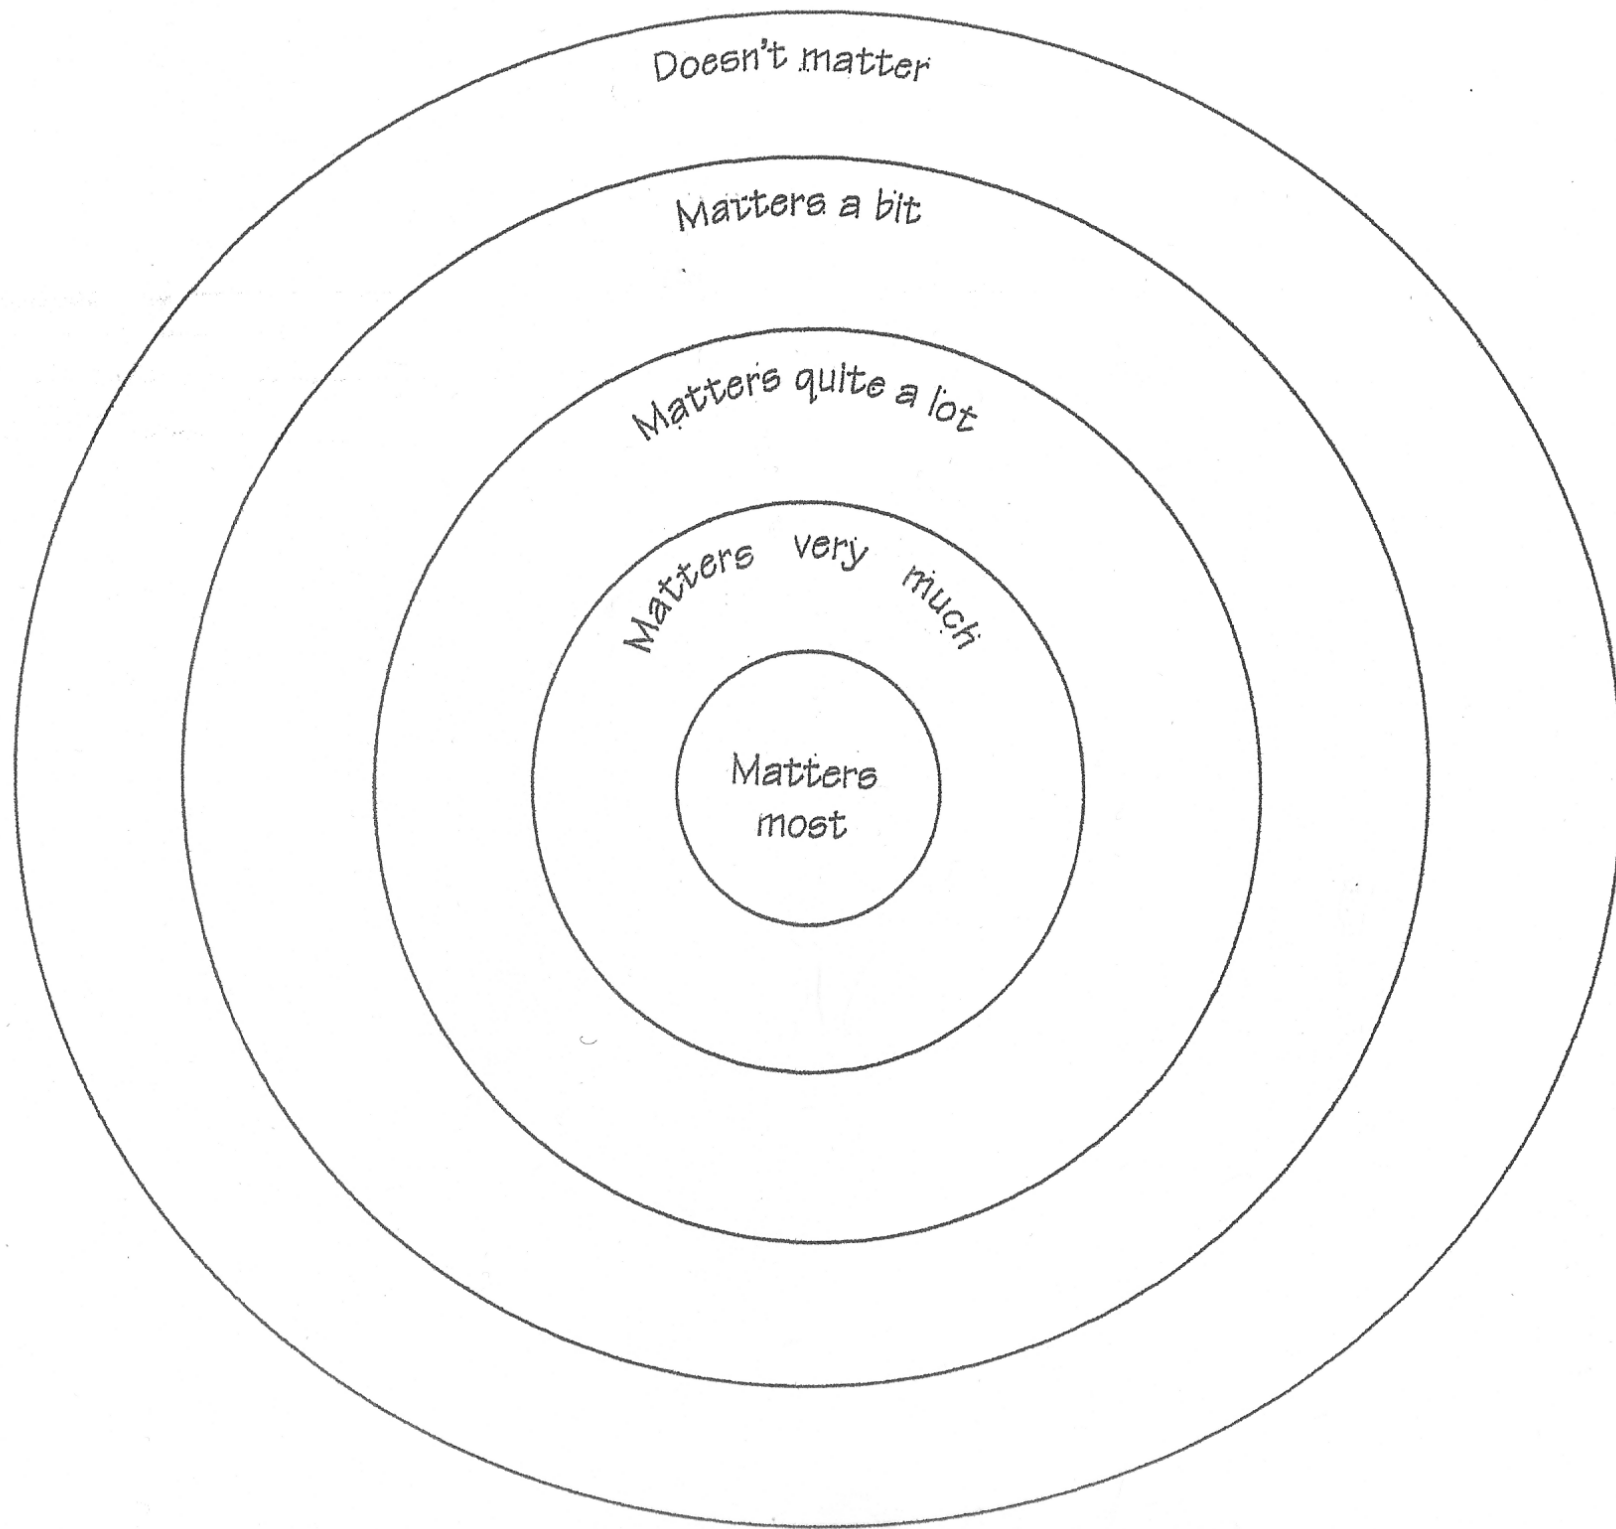 Doesn't matter
Matters a bit
Matters quite a lot
Matters very much
Matters
most